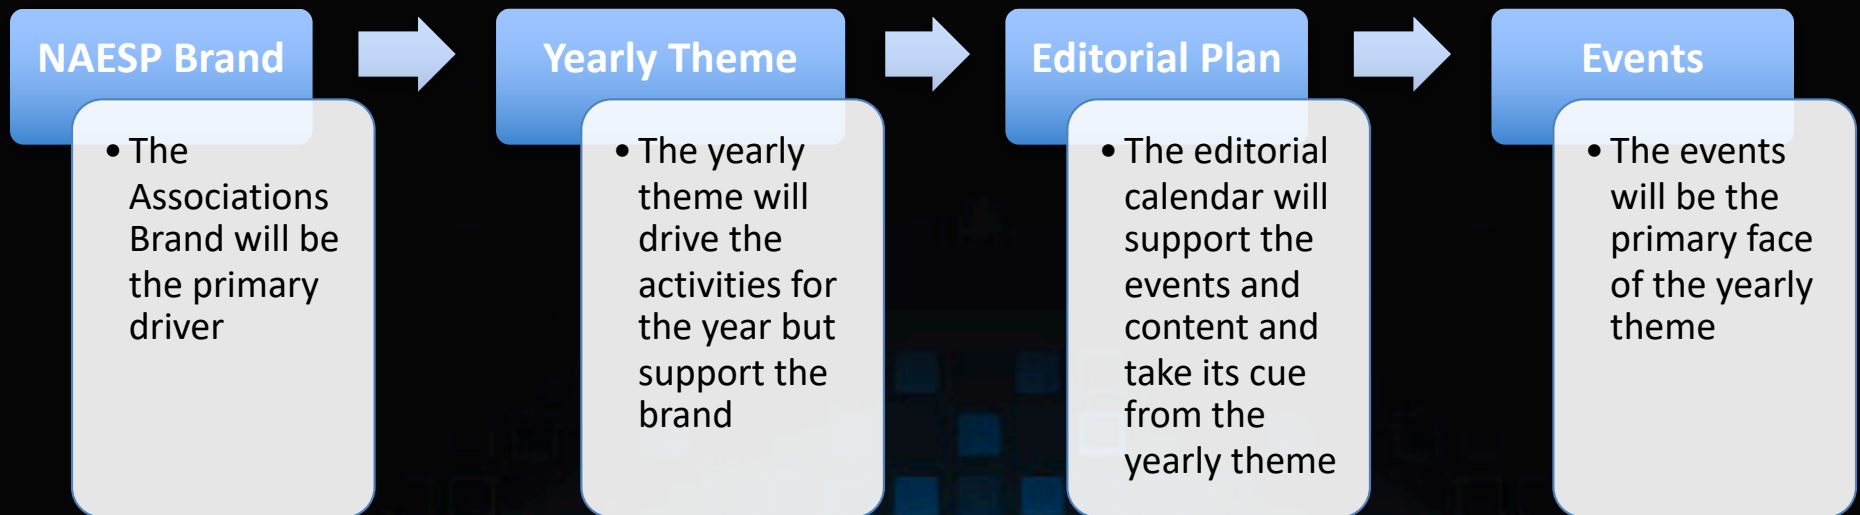 NAESP Brand
• The
Associations
Brand will be
the primary
driver
Yearly Theme
• The yearly
theme will
drive the
activities for
the year but
support the
brand
Editorial Plan
• The editorial
calendar will
support the
events and
content and
take its cue
from the
yearly theme
Events
• The events
will be the
primary face
of the yearly
theme